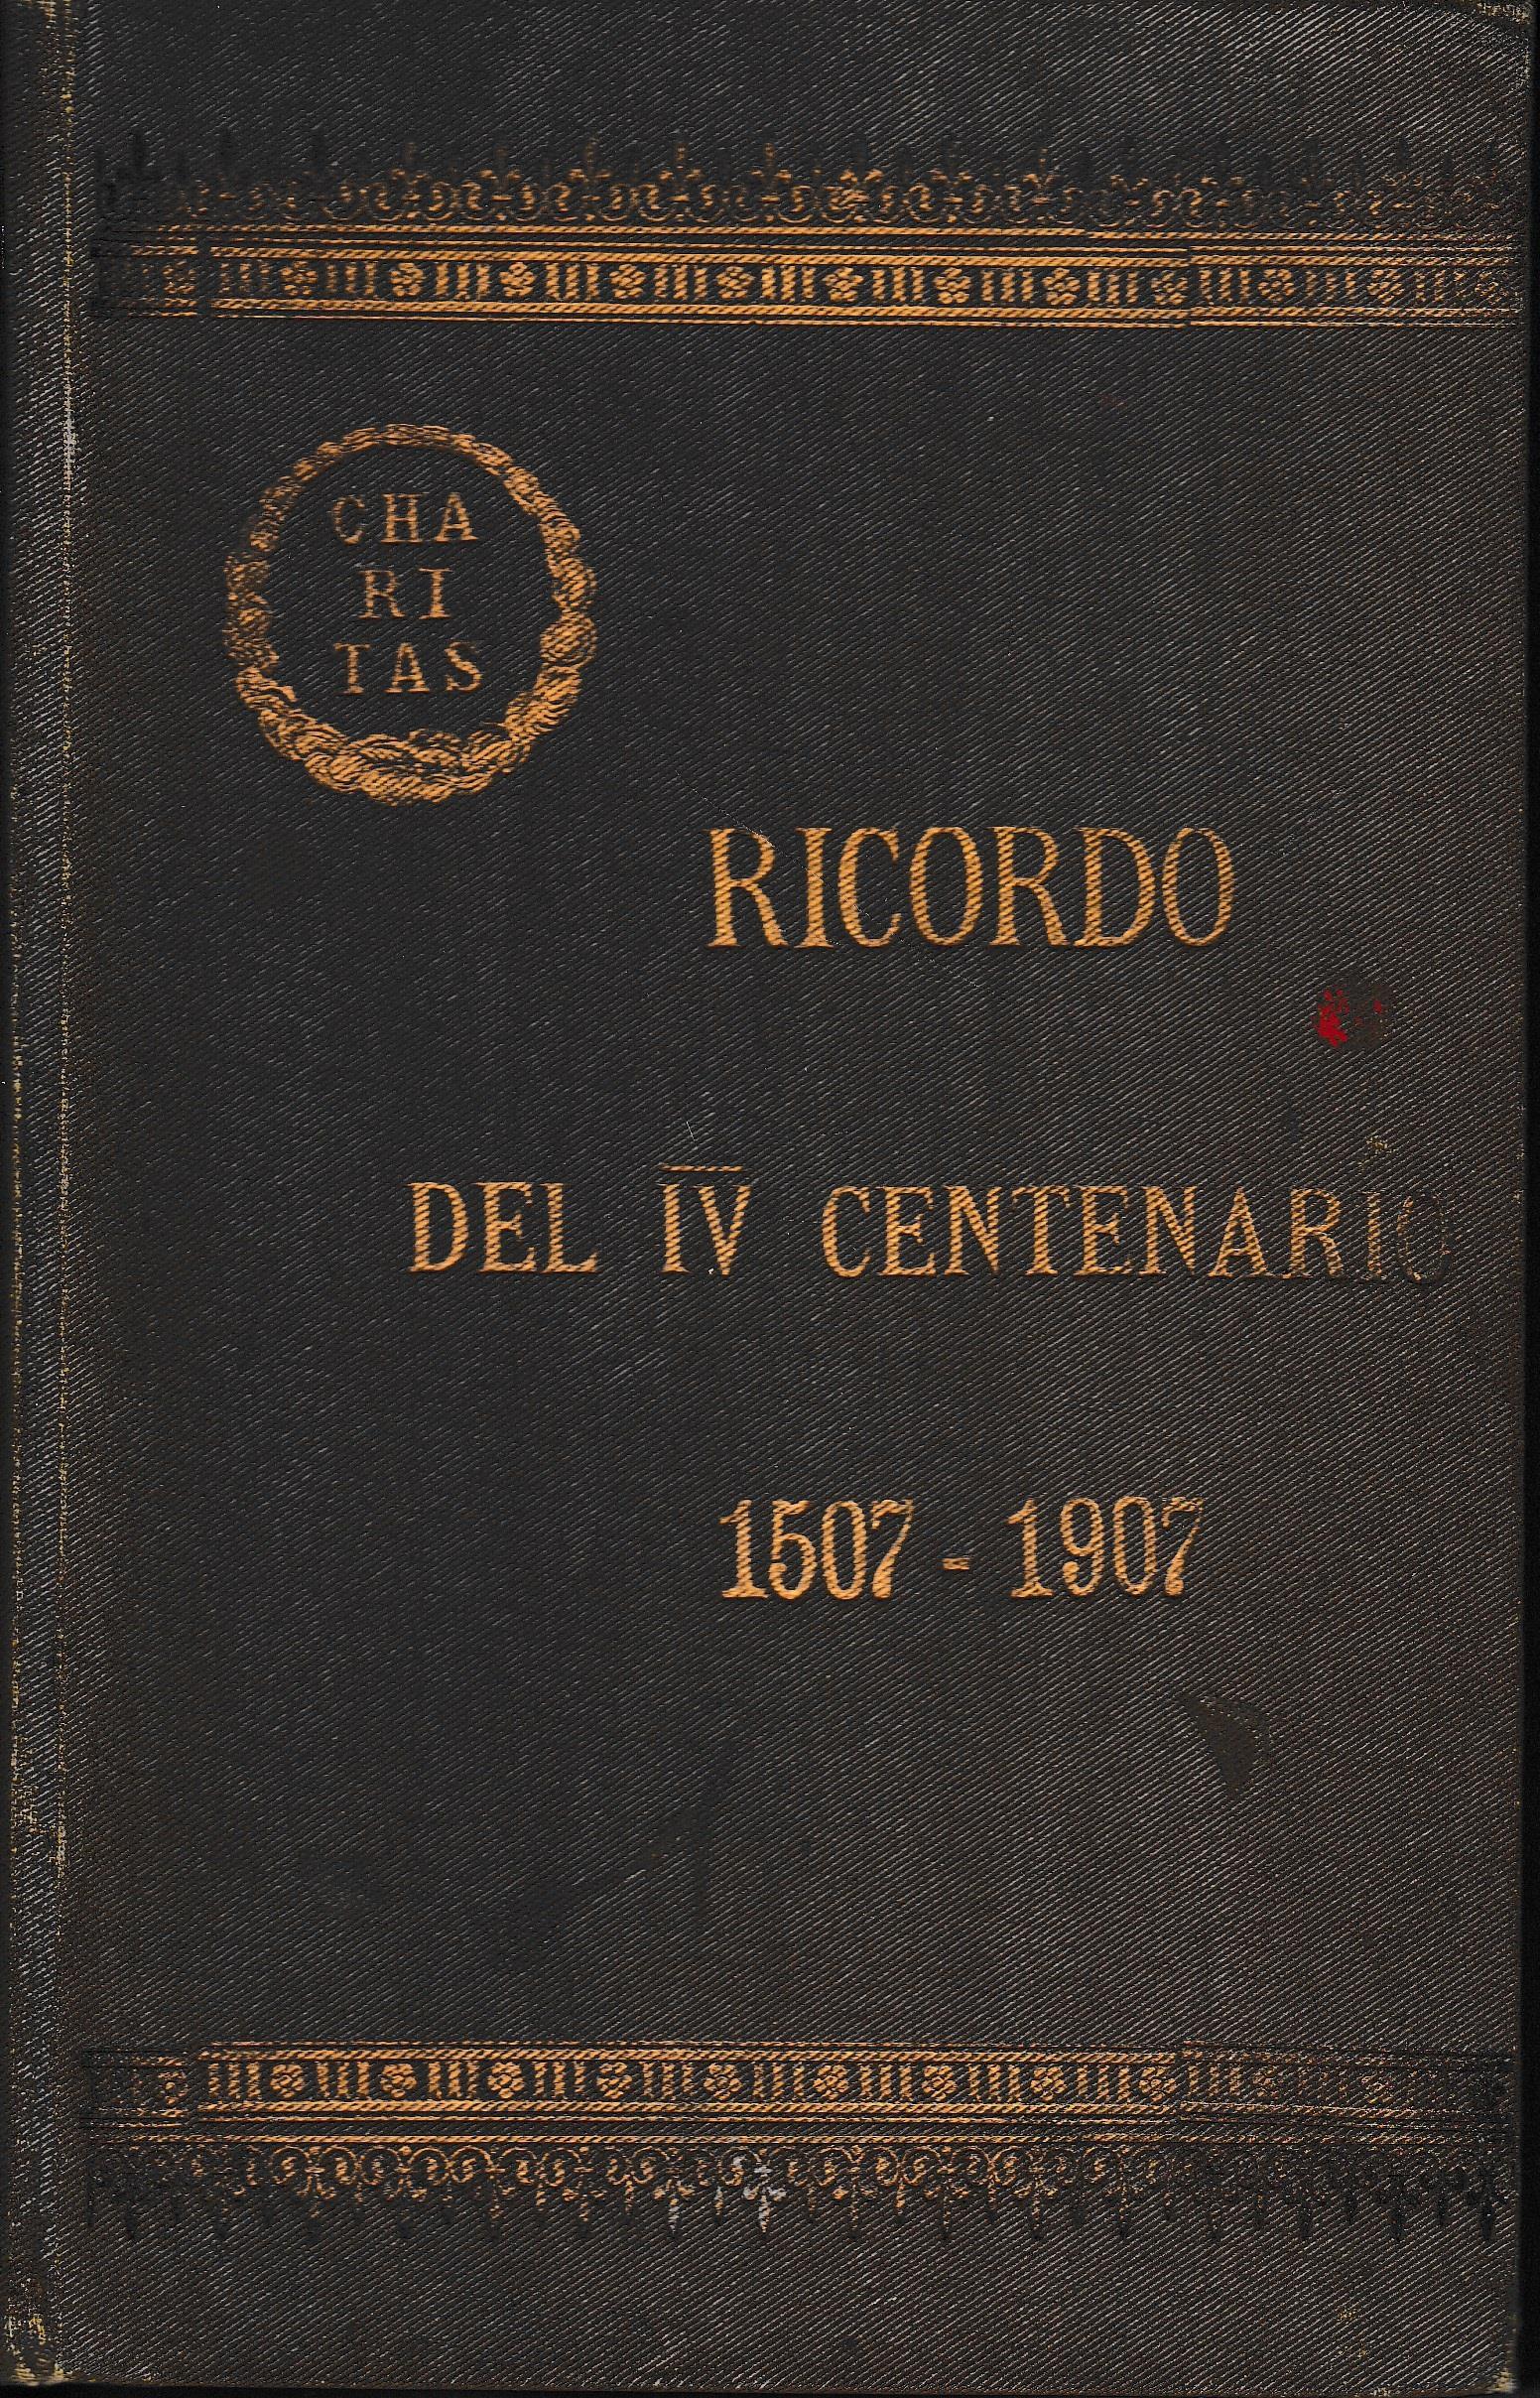 CHA
RI
TAS
RICORDO
DEL IV CENTENARIO
1507 - 1907